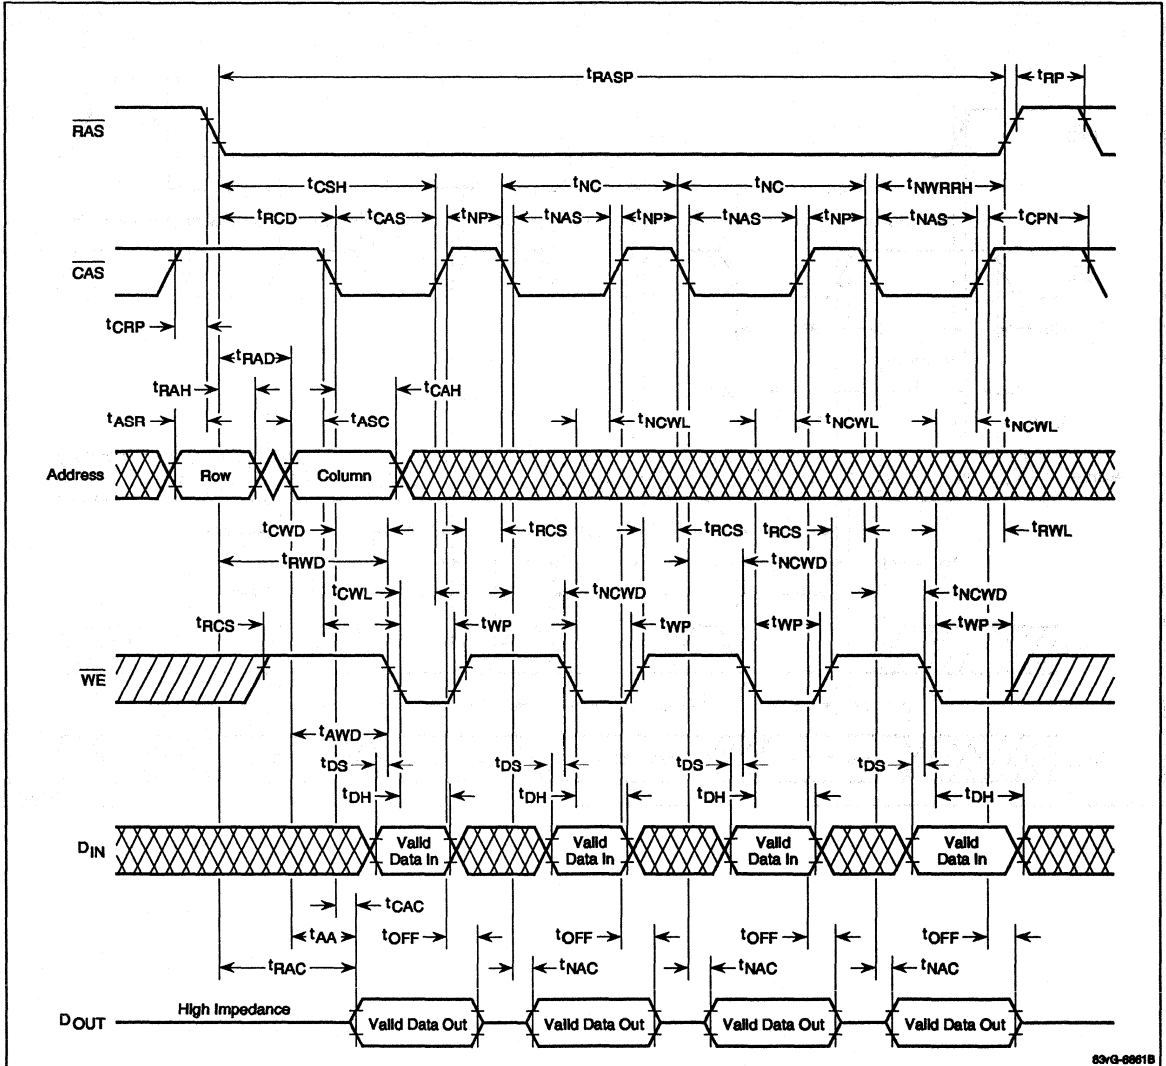 tRASP tRP
RAS
tCSH tNC tNC tNWRRH
tRCD tCAS tNP tNAS tNP tNAS tNP tNAS tCPN
CAS
tCRP
tRAD
tRAH tCAH
tASR tASC tNCWL tNCWL tNCWL
Address Row Column
tCWD tRCS tRCS tRCS tRWL
tRWD tNCWD
tCWL tNCWD tNCWD
tRCS tWP tWP tWP tWP
WE
tAWD
tDS tDS tDS tDS
tDH tDH tDH tDH
DIN Valid Data In Valid Data In Valid Data In Valid Data In
tCAC
tAA tOFF tOFF tOFF tOFF
tRAC tNAC tNAC tNAC
High Impedance
DOUT Valid Data Out Valid Data Out Valid Data Out Valid Data Out
83vG-6861B